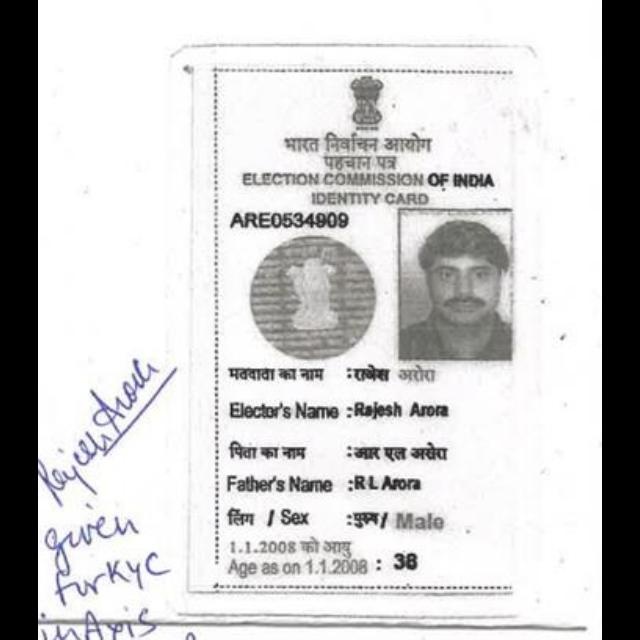 भारत निर्वाचन आयोग
पहचान पत्र
ELECTION COMMISSION OF INDIA
IDENTITY CARD
ARE0534909
मतदाता का नाम : राजेश अरोरा
Elector's Name : Rajesh Arora
पिता का नाम : आर एल अरोरा
Father's Name : R L Arora
लिंग / Sex : पुरुष / Male
1.1.2008 को आयु
Age as on 1.1.2008 : 38
Rajesh Arora
given
for KYC
in Axis